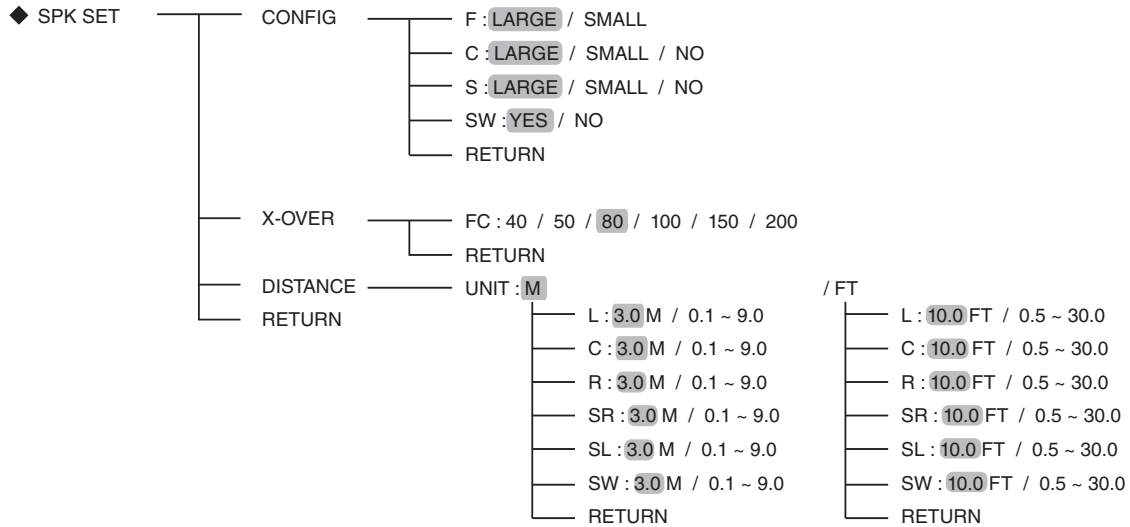 ◆ SPK SET CONFIG F : LARGE / SMALL
C : LARGE / SMALL / NO
S : LARGE / SMALL / NO
SW : YES / NO
RETURN
X-OVER FC : 40 / 50 / 80 / 100 / 150 / 200
RETURN
DISTANCE UNIT : M / FT
RETURN L : 3.0 M / 0.1 ~ 9.0 L : 10.0 FT / 0.5 ~ 30.0
C : 3.0 M / 0.1 ~ 9.0 C : 10.0 FT / 0.5 ~ 30.0
R : 3.0 M / 0.1 ~ 9.0 R : 10.0 FT / 0.5 ~ 30.0
SR : 3.0 M / 0.1 ~ 9.0 SR : 10.0 FT / 0.5 ~ 30.0
SL : 3.0 M / 0.1 ~ 9.0 SL : 10.0 FT / 0.5 ~ 30.0
SW : 3.0 M / 0.1 ~ 9.0 SW : 10.0 FT / 0.5 ~ 30.0
RETURN RETURN